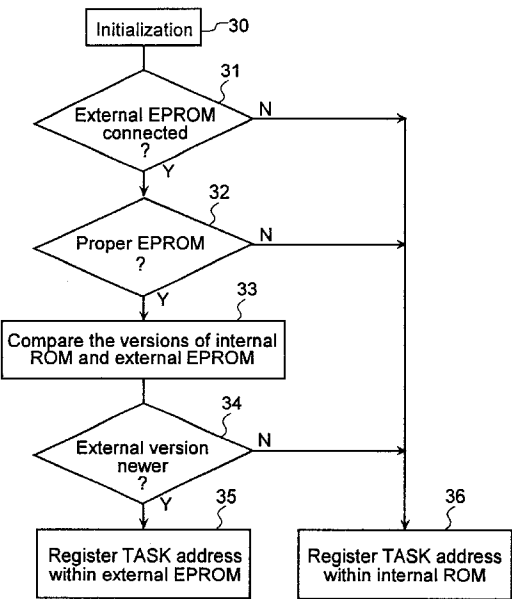 Initialization
30
31
External EPROM
connected
?
N
Y
32
Proper EPROM
?
N
Y
33
Compare the versions of internal
ROM and external EPROM
34
External version
newer
?
N
Y
35
Register TASK address
within external EPROM
36
Register TASK address
within internal ROM